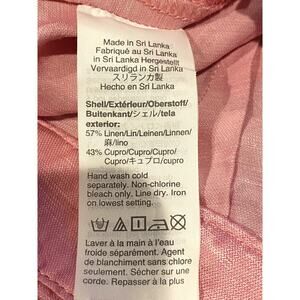 Made in Sri Lanka
Fabriqué au Sri Lanka
in Sri Lanka Hergestellt
Vervaardigd in Sri Lanka
スリランカ製
Hecho en Sri Lanka
Shell/Extérieur/Oberstoff/
Buitenkant/シェル/tela
exterior:
57% Linen/Lin/Leinen/Linnen/
麻/lino
43% Cupro/Cupro/Cupro/
Cupro/キュプロ/cupro
Hand wash cold
separately. Non-chlorine
bleach only. Line dry. Iron
on lowest setting.
Laver à la main à l'eau
froide séparément. Agent
de blanchiment sans chlore
seulement. Sécher sur une
corde. Repassage à basse